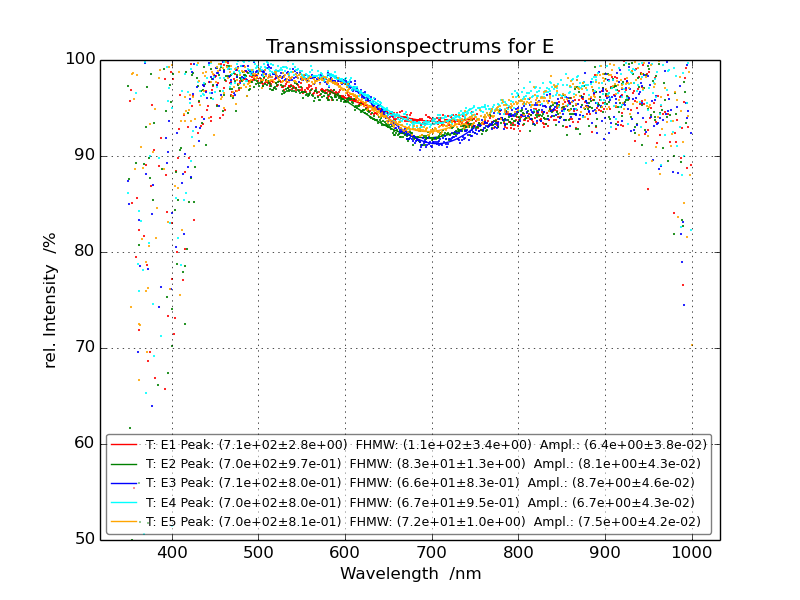 Transmissionspectrums for E
100
90
80
70
60
50
rel. Intensity /%
T: E1 Peak: (7.1e+02±2.8e+00) FHMW: (1.1e+02±3.4e+00) Ampl.: (6.4e+00±3.8e-02)
T: E2 Peak: (7.0e+02±9.7e-01) FHMW: (8.3e+01±1.3e+00) Ampl.: (8.1e+00±4.3e-02)
T: E3 Peak: (7.1e+02±8.0e-01) FHMW: (6.6e+01±8.3e-01) Ampl.: (8.7e+00±4.6e-02)
T: E4 Peak: (7.0e+02±8.0e-01) FHMW: (6.7e+01±9.5e-01) Ampl.: (6.7e+00±4.3e-02)
T: E5 Peak: (7.0e+02±8.1e-01) FHMW: (7.2e+01±1.0e+00) Ampl.: (7.5e+00±4.2e-02)
400 500 600 700 800 900 1000
Wavelength /nm